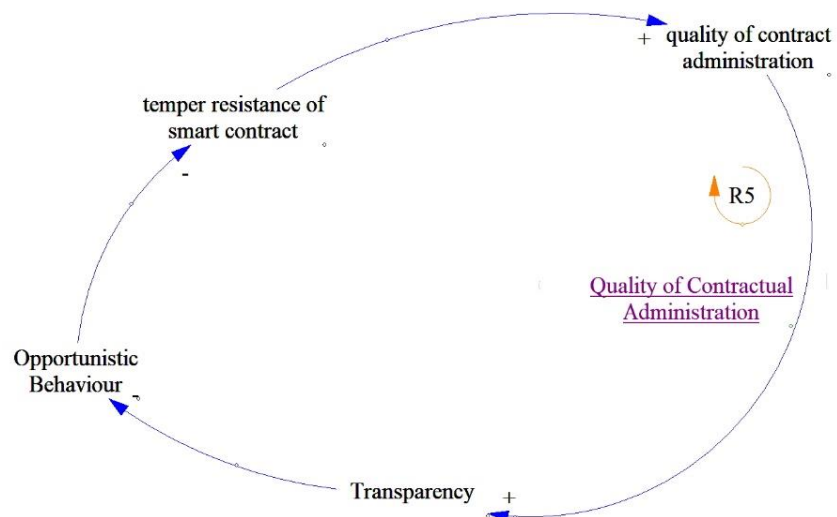 + quality of contract
administration
temper resistance of
smart contract
-
R5
Quality of Contractual
Administration
Opportunistic
Behaviour -
Transparency +